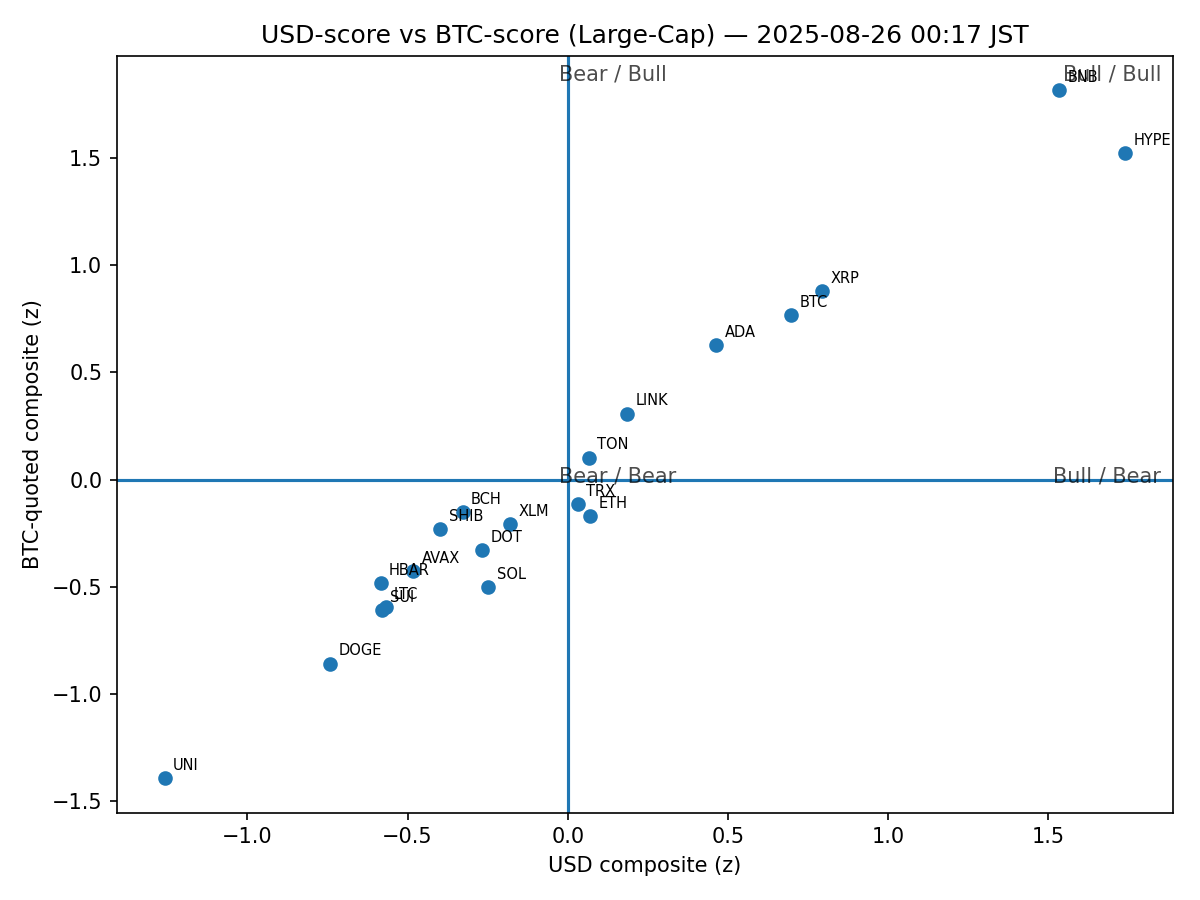 USD-score vs BTC-score (Large-Cap) — 2025-08-26 00:17 JST
Bear / Bull
Bull / Bull
BNB
HYPE
1.5
1.0
XRP
BTC
ADA
0.5
LINK
TON
0.0
Bear / Bear
Bull / Bear
TRX
ETH
BCH
SHIB
XLM
DOT
AVAX
HBAR
SOL
−0.5
LTC
SUI
DOGE
−1.0
UNI
−1.5
−1.0
−0.5
0.0
0.5
1.0
1.5
USD composite (z)
BTC-quoted composite (z)